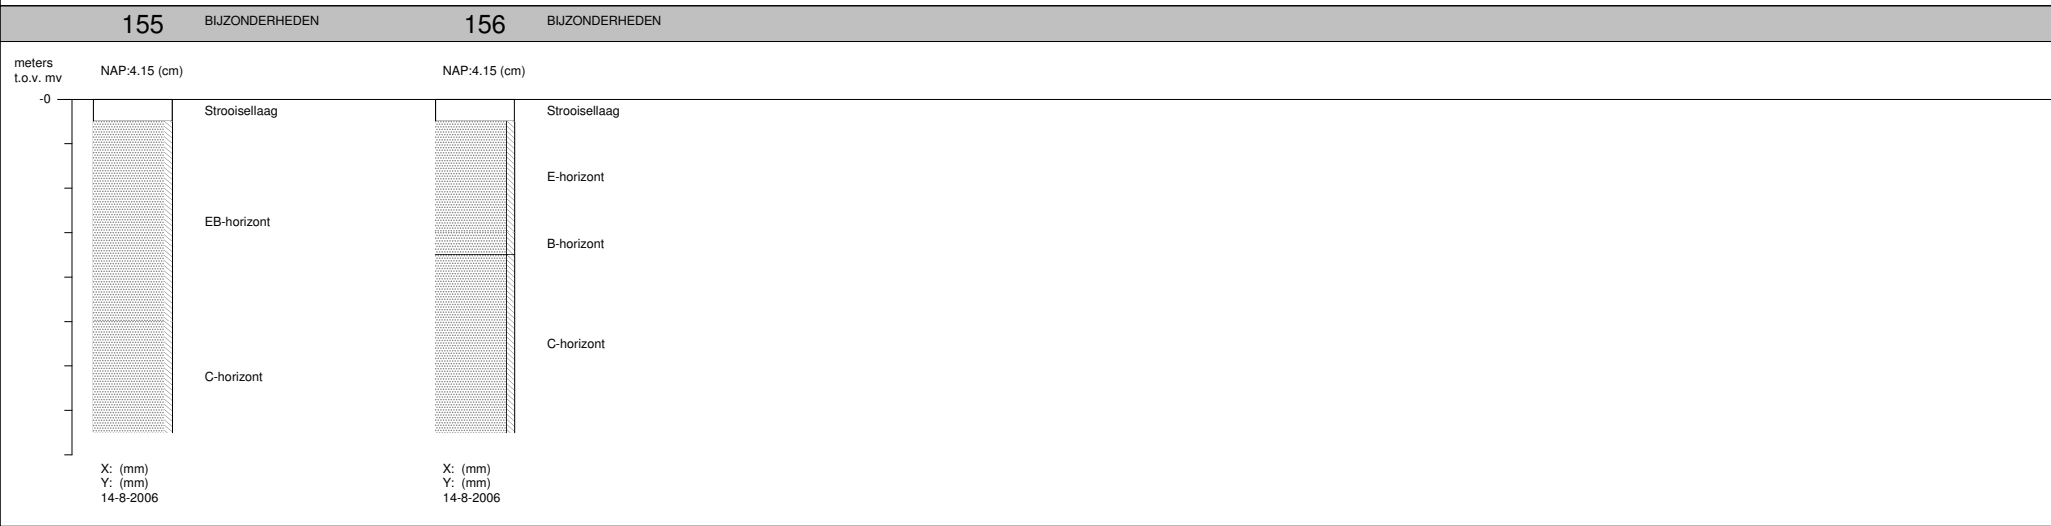 155 BIJZONDERHEDEN 156 BIJZONDERHEDEN
meters
t.o.v. mv
NAP:4.15 (cm) NAP:4.15 (cm)
-0
Strooisellaag Strooisellaag
E-horizont
EB-horizont
B-horizont
C-horizont
C-horizont
X: (mm) X: (mm)
Y: (mm) Y: (mm)
14-8-2006 14-8-2006